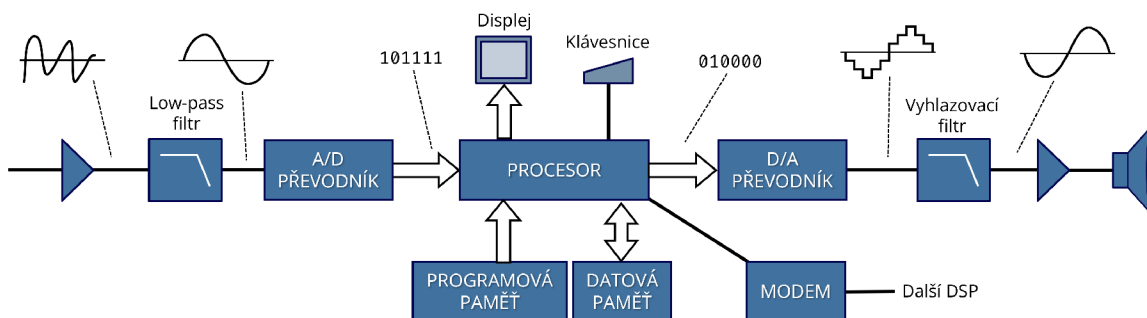 Displej
Klávesnice
101111
010000
Low-pass
filtr
Vyhlazovací
filtr
A/D
PŘEVODNÍK
PROCESOR
D/A
PŘEVODNÍK
PROGRAMOVÁ
PAMĚŤ
DATOVÁ
PAMĚŤ
MODEM
Další DSP